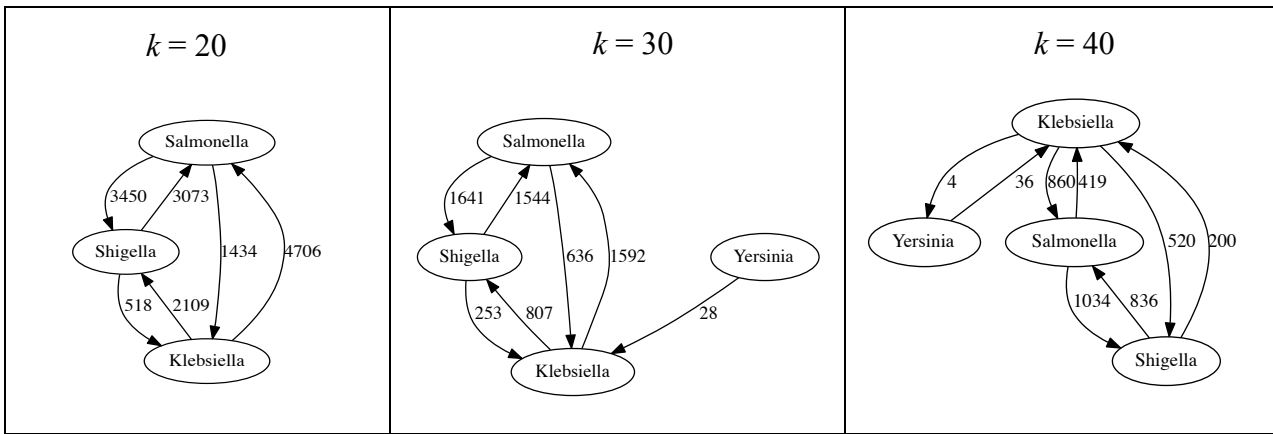 k = 20
Salmonella
3450
3073
Shigella
1434
4706
518
2109
Klebsiella
k = 30
Salmonella
1641
1544
Shigella
636
1592
Yersinia
253
807
28
Klebsiella
k = 40
Klebsiella
4
36
860
419
Yersinia
Salmonella
520
200
1034
836
Shigella